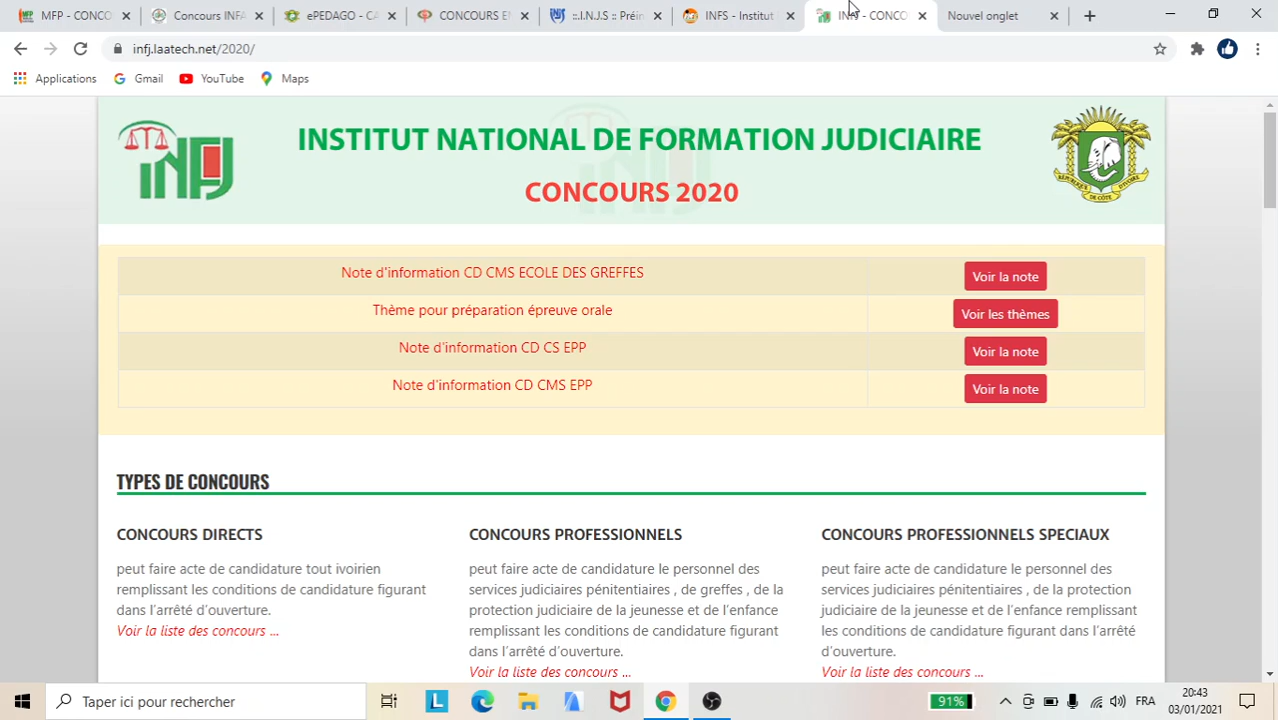 MFP - CONCOUR
Concours INFA
ePEDAGO - CA
CONCOURS EN
::.I.N.J.S :: Préin
INFS - Institut
INFJ - CONCO
Nouvel onglet
infj.laatech.net/2020/
Applications
Gmail
YouTube
Maps
INFJ
INSTITUT NATIONAL DE FORMATION JUDICIAIRE
CONCOURS 2020
RÉPUBLIQUE DE CÔTE D'IVOIRE
Note d'information CD CMS ECOLE DES GREFFES Voir la note
Thème pour préparation épreuve orale Voir les thèmes
Note d'information CD CS EPP Voir la note
Note d'information CD CMS EPP Voir la note
TYPES DE CONCOURS
CONCOURS DIRECTS
peut faire acte de candidature tout ivoirien
remplissant les conditions de candidature figurant
dans l'arrêté d'ouverture.
Voir la liste des concours ...
CONCOURS PROFESSIONNELS
peut faire acte de candidature le personnel des
services judiciaires pénitentiaires , de greffes , de la
protection judiciaire de la jeunesse et de l'enfance
remplissant les conditions de candidature figurant
dans l'arrêté d'ouverture.
Voir la liste des concours ...
CONCOURS PROFESSIONNELS SPECIAUX
peut faire acte de candidature le personnel des
services judiciaires pénitentiaires , de la protection
judiciaire de la jeunesse et de l'enfance remplissant
les conditions de candidature figurant dans l'arrêté
d'ouverture.
Voir la liste des concours ...
Taper ici pour rechercher
L
91%
FRA
20:43
03/01/2021